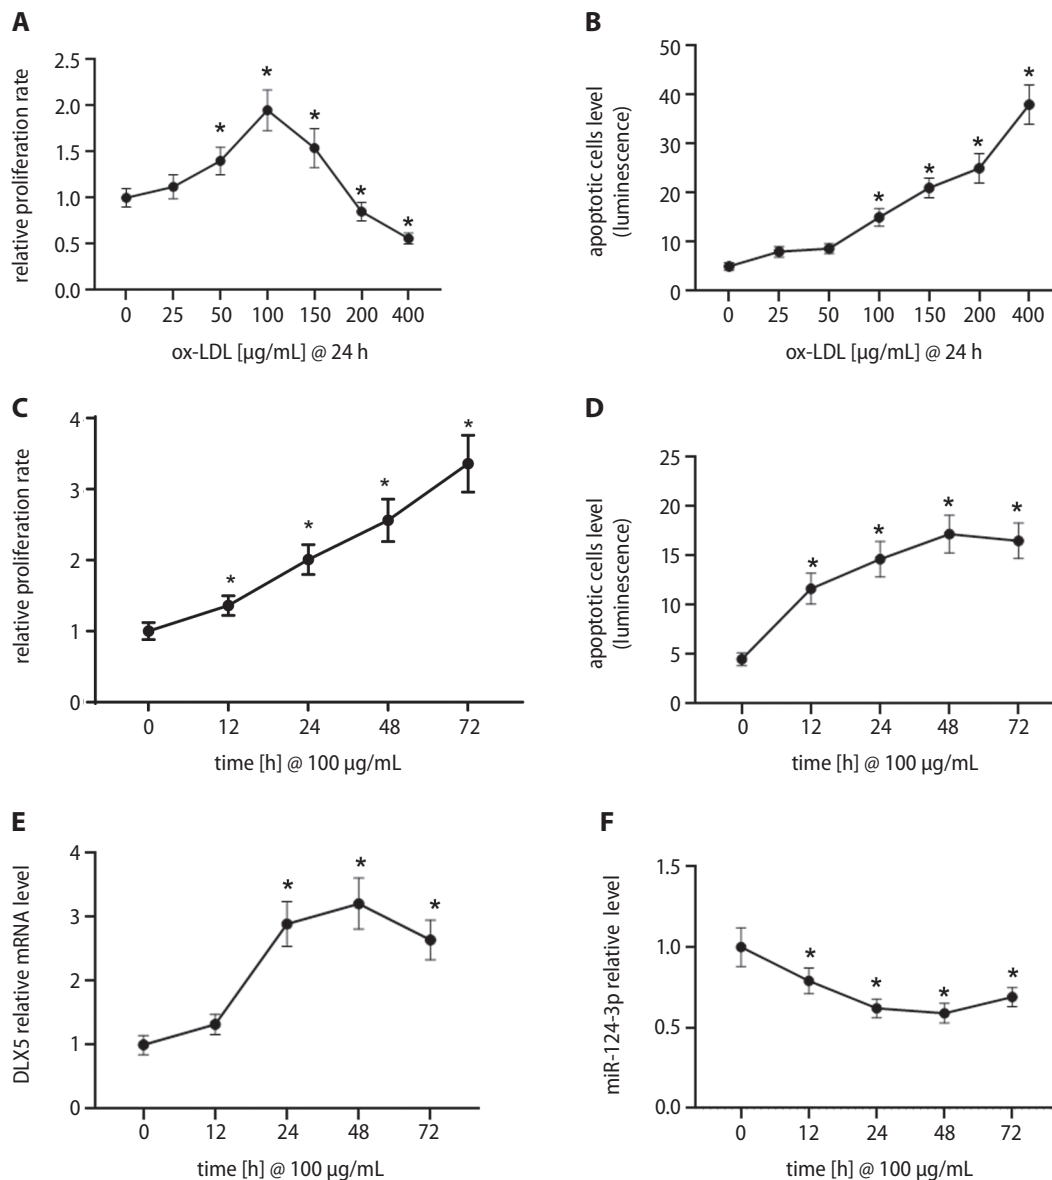 A
relative proliferation rate
2.5
2.0
1.5
1.0
0.5
0.0
* * * * *
0 25 50 100 150 200 400
ox-LDL [µg/mL] @ 24 h
B
apoptotic cells level
(luminescence)
50
40
30
20
10
0
* * * *
0 25 50 100 150 200 400
ox-LDL [µg/mL] @ 24 h
C
relative proliferation rate
4
3
2
1
0
* * * *
0 12 24 48 72
time [h] @ 100 µg/mL
D
apoptotic cells level
(luminescence)
25
20
15
10
5
0
* * * *
0 12 24 48 72
time [h] @ 100 µg/mL
E
DLX5 relative mRNA level
4
3
2
1
0
* * *
0 12 24 48 72
time [h] @ 100 µg/mL
F
miR-124-3p relative level
1.5
1.0
0.5
0.0
* * * *
0 12 24 48 72
time [h] @ 100 µg/mL